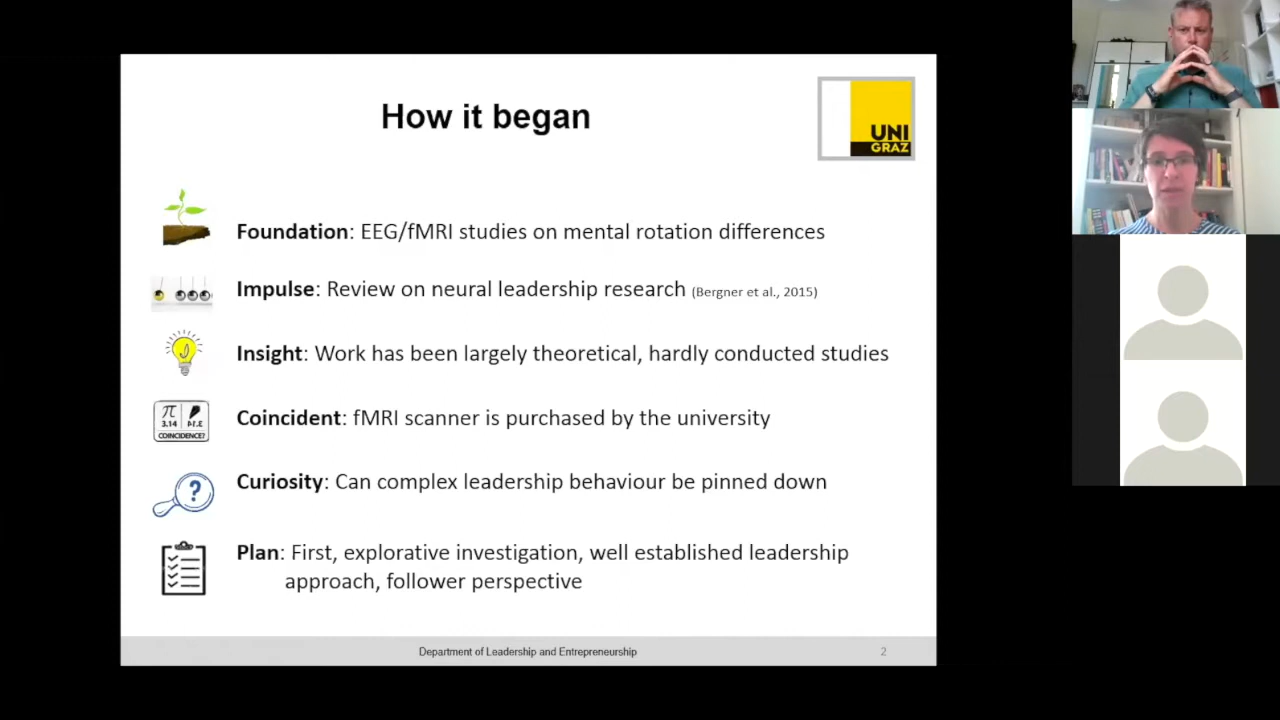 How it began
UNI
GRAZ
Foundation: EEG/fMRI studies on mental rotation differences
Impulse: Review on neural leadership research (Bergner et al., 2015)
Insight: Work has been largely theoretical, hardly conducted studies
π
3.14
COINCIDENCE?
Coincident: fMRI scanner is purchased by the university
?
Curiosity: Can complex leadership behaviour be pinned down
Plan: First, explorative investigation, well established leadership
approach, follower perspective
Department of Leadership and Entrepreneurship
2